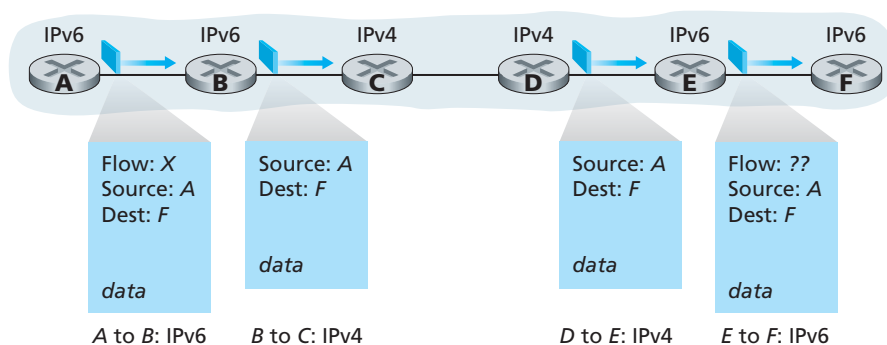 IPv6 IPv6 IPv4 IPv4 IPv6 IPv6
A B C D E F
Flow: X
Source: A
Dest: F
data
Source: A
Dest: F
data
Source: A
Dest: F
data
Flow: ??
Source: A
Dest: F
data
A to B: IPv6 B to C: IPv4 D to E: IPv4 E to F: IPv6